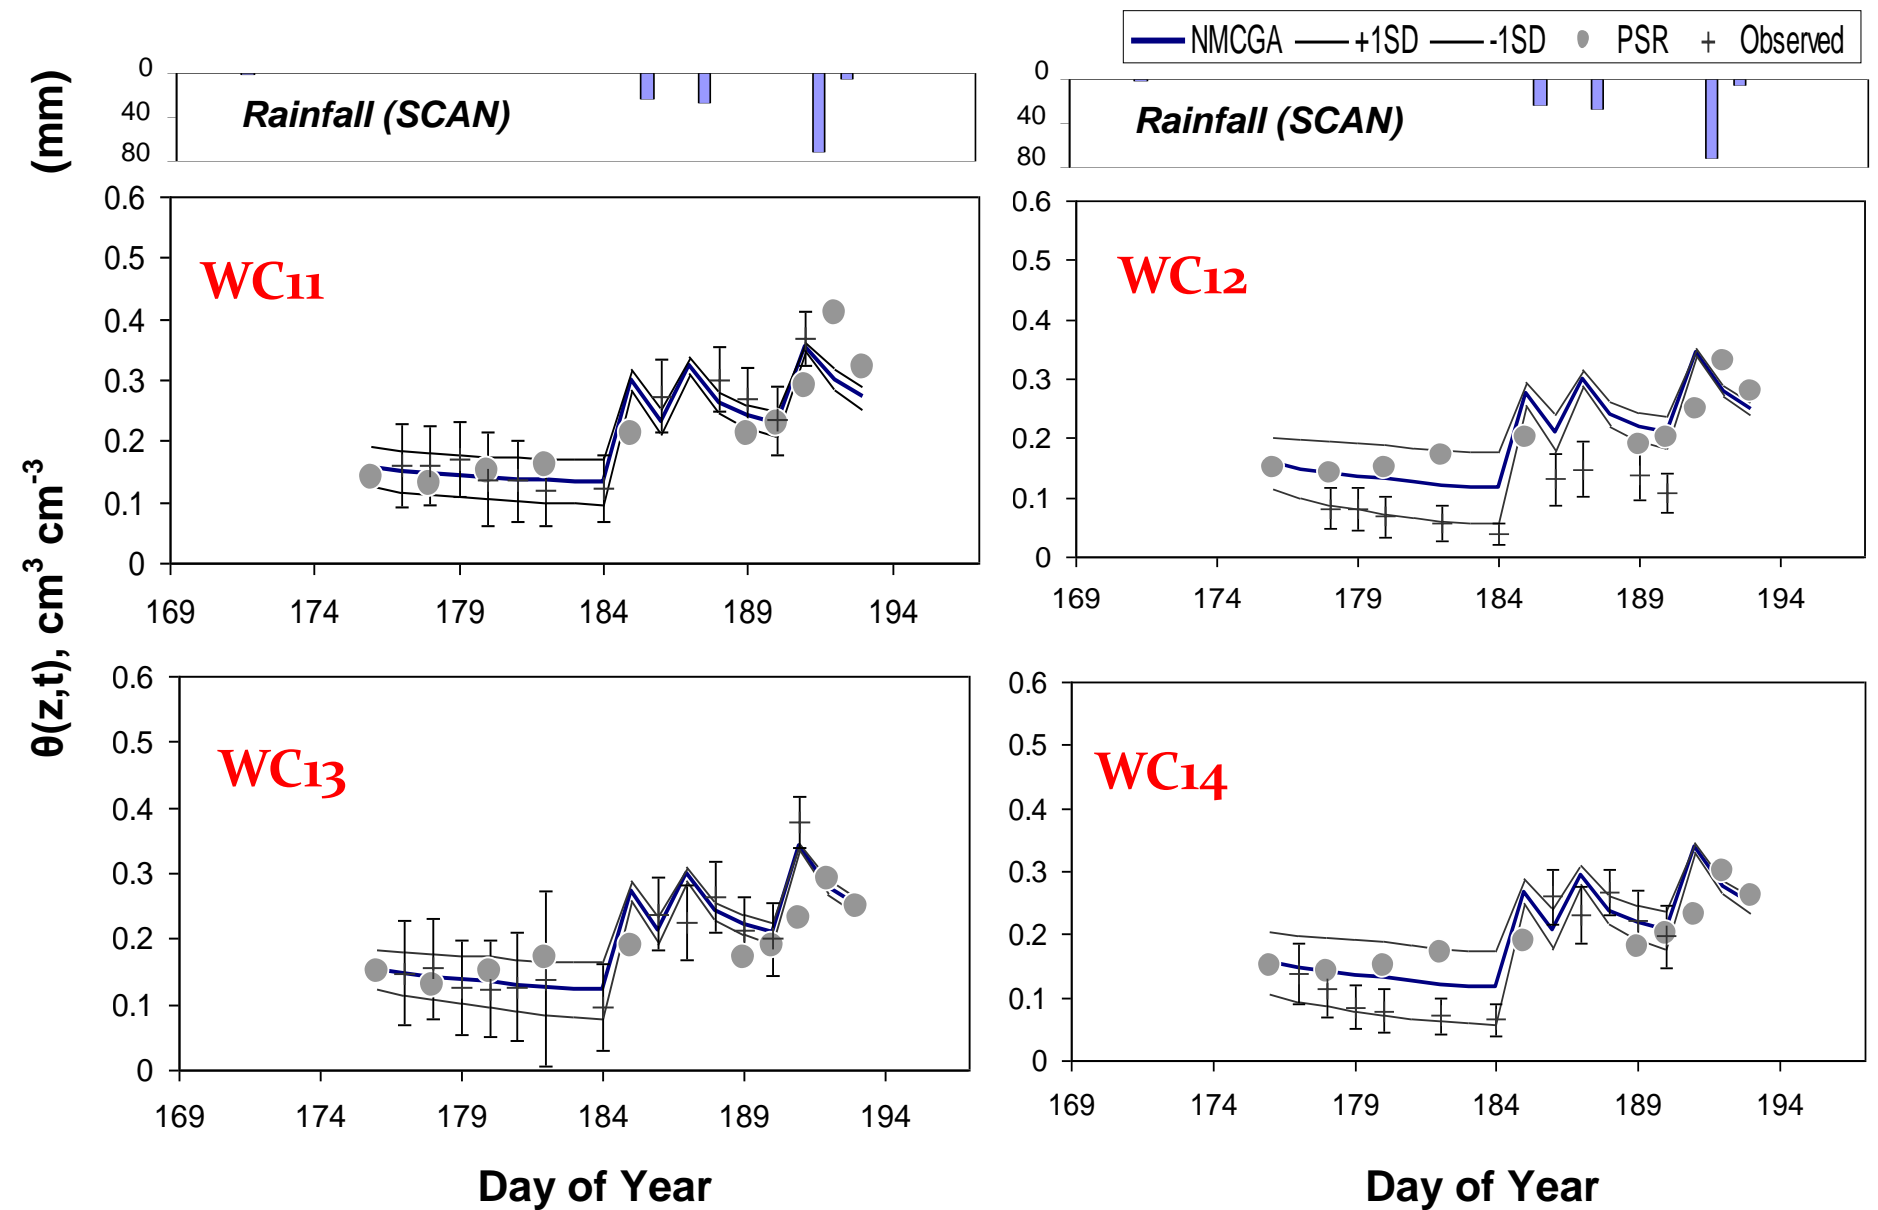 NMCGA +1SD -1SD PSR Observed
(mm)
0
40
80
Rainfall (SCAN)
0
40
80
Rainfall (SCAN)
θ(z,t), cm³ cm⁻³
0.6
0.5
0.4
0.3
0.2
0.1
0
WC11
169 174 179 184 189 194
0.6
0.5
0.4
0.3
0.2
0.1
0
WC12
169 174 179 184 189 194
0.6
0.5
0.4
0.3
0.2
0.1
0
WC13
169 174 179 184 189 194
0.6
0.5
0.4
0.3
0.2
0.1
0
WC14
169 174 179 184 189 194
Day of Year
Day of Year